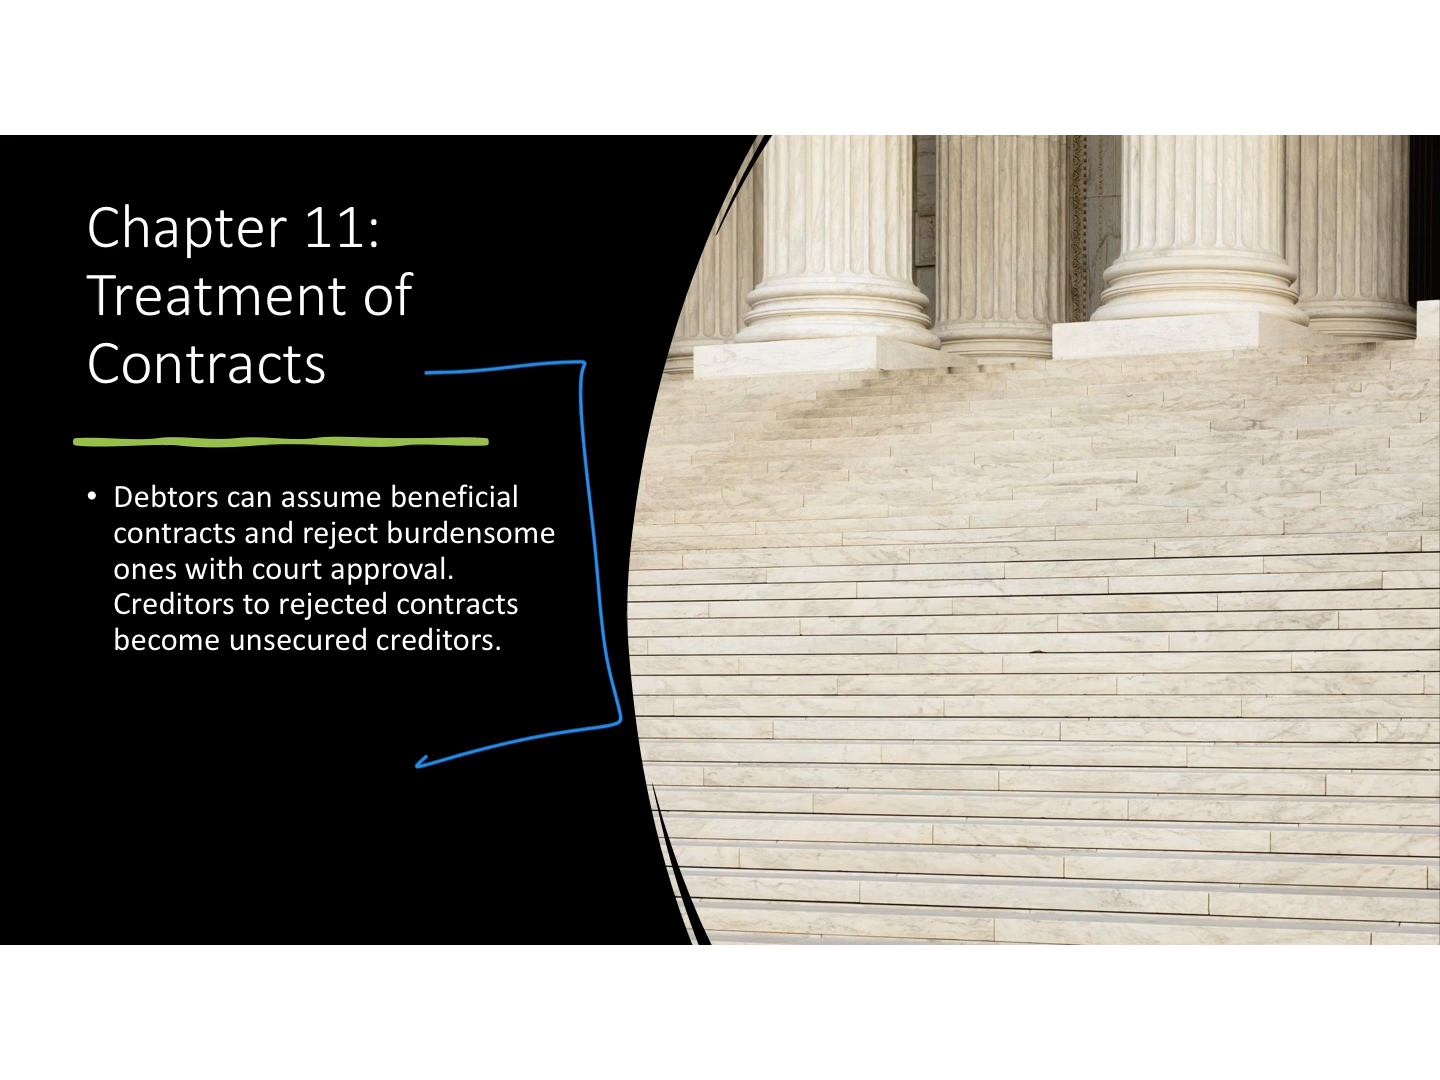 Chapter 11:
Treatment of
Contracts
• Debtors can assume beneficial
contracts and reject burdensome
ones with court approval.
Creditors to rejected contracts
become unsecured creditors.